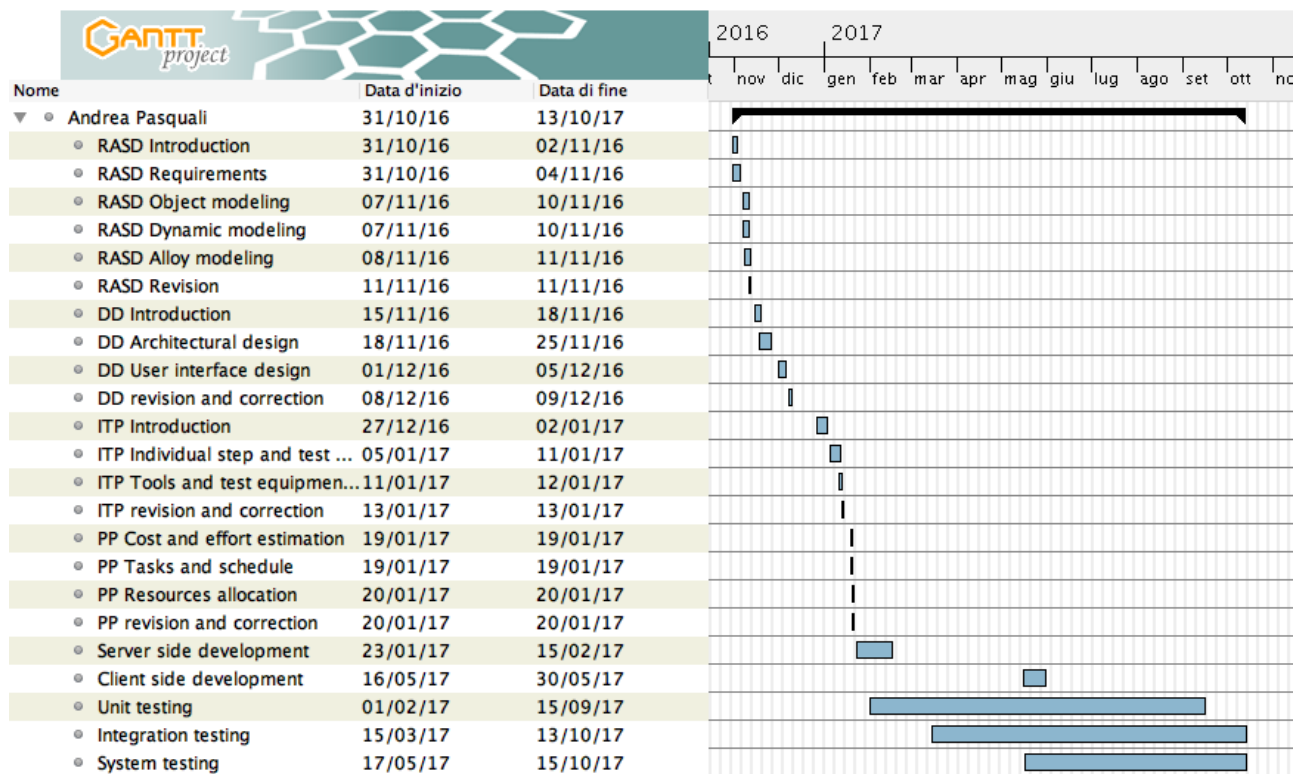 GANTT
project
2016 2017
t nov dic gen feb mar apr mag giu lug ago set ott no
Nome Data d'inizio Data di fine
Andrea Pasquali 31/10/16 13/10/17
RASD Introduction 31/10/16 02/11/16
RASD Requirements 31/10/16 04/11/16
RASD Object modeling 07/11/16 10/11/16
RASD Dynamic modeling 07/11/16 10/11/16
RASD Alloy modeling 08/11/16 11/11/16
RASD Revision 11/11/16 11/11/16
DD Introduction 15/11/16 18/11/16
DD Architectural design 18/11/16 25/11/16
DD User interface design 01/12/16 05/12/16
DD revision and correction 08/12/16 09/12/16
ITP Introduction 27/12/16 02/01/17
ITP Individual step and test ... 05/01/17 11/01/17
ITP Tools and test equipmen... 11/01/17 12/01/17
ITP revision and correction 13/01/17 13/01/17
PP Cost and effort estimation 19/01/17 19/01/17
PP Tasks and schedule 19/01/17 19/01/17
PP Resources allocation 20/01/17 20/01/17
PP revision and correction 20/01/17 20/01/17
Server side development 23/01/17 15/02/17
Client side development 16/05/17 30/05/17
Unit testing 01/02/17 15/09/17
Integration testing 15/03/17 13/10/17
System testing 17/05/17 15/10/17